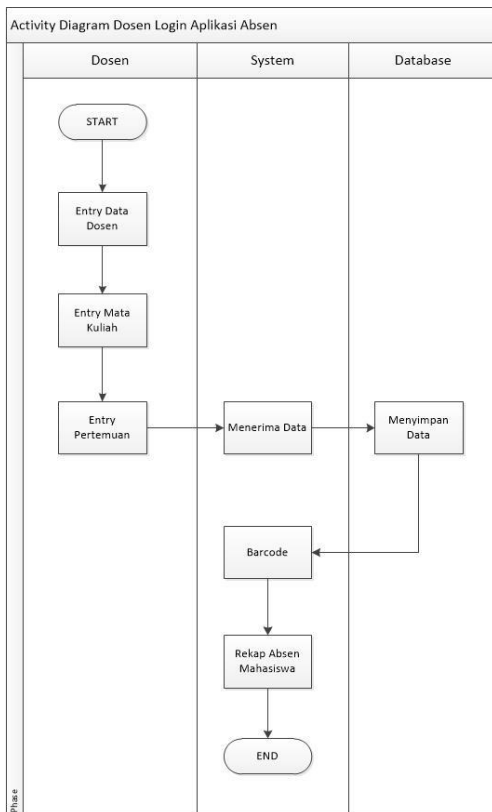 Activity Diagram Dosen Login Aplikasi Absen
Dosen
System
Database
START
Entry Data
Dosen
Entry Mata
Kuliah
Entry
Pertemuan
Menerima Data
Menyimpan
Data
Barcode
Rekap Absen
Mahasiswa
END
Phase